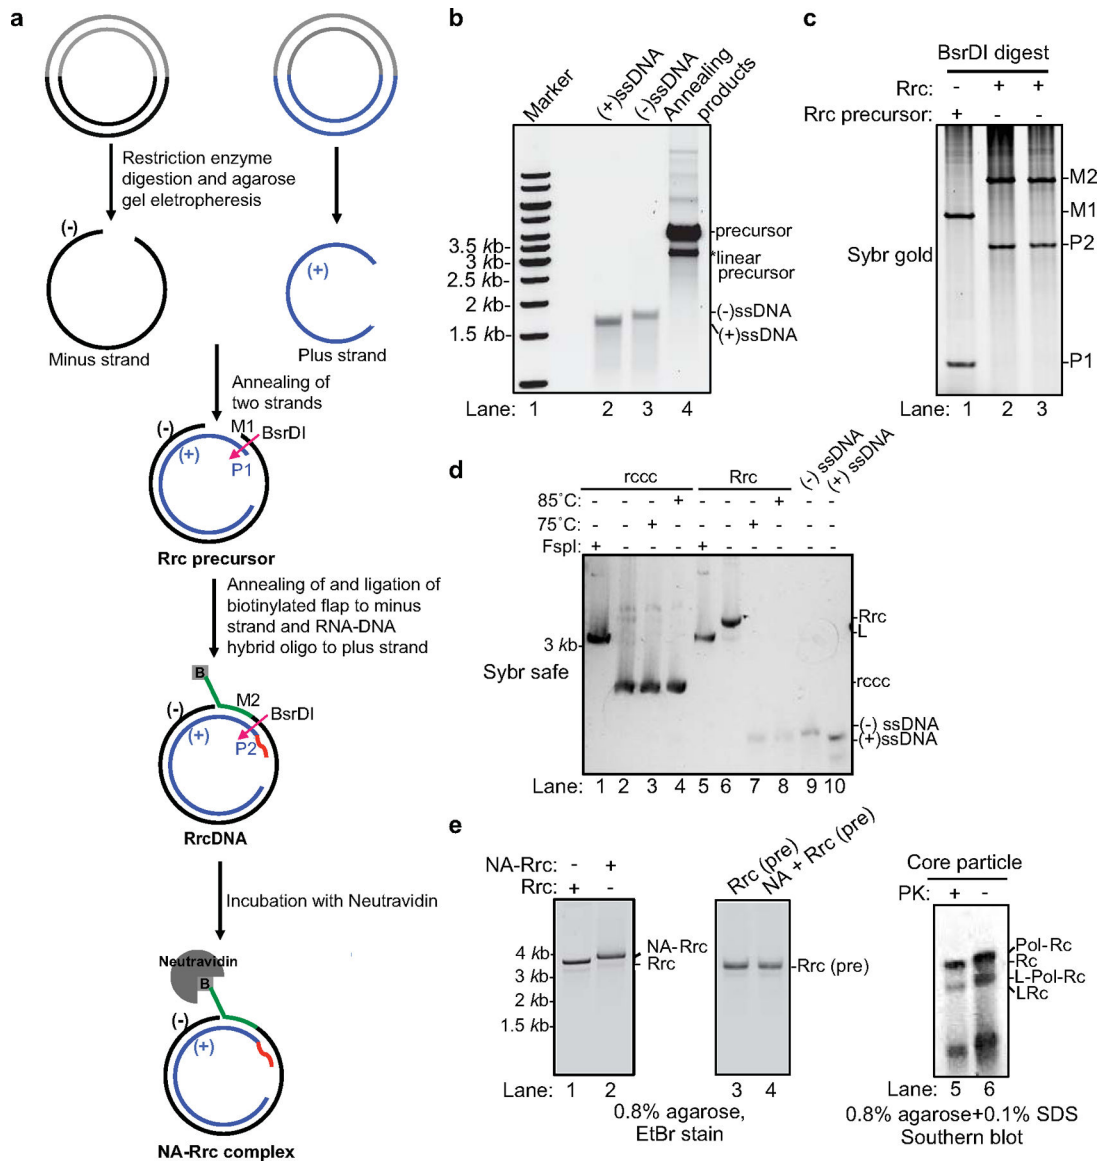 a
Restriction enzyme
digestion and agarose
gel eletropheresis
(-)
(+)
Minus strand
Plus strand
Annealing of
two strands
(-)
(+)
M1
BsrDI
P1
Rrc precursor
Annealing of and ligation of
biotinylated flap to minus
strand and RNA-DNA
hybrid oligo to plus strand
B
(-)
M2
BsrDI
(+)
P2
RrcDNA
Incubation with Neutravidin
Neutravidin
B
(-)
(+)
NA-Rrc complex
b
Marker
(+)ssDNA
(-)ssDNA
Annealing
products
3.5 kb-
3 kb-
2.5 kb-
2 kb-
1.5 kb-
-precursor
*linear
precursor
-(-)ssDNA
(+)ssDNA
Lane: 1 2 3 4
c
BsrDI digest
Rrc: - + +
Rrc precursor: + - -
-M2
-M1
-P2
-P1
Sybr gold
Lane: 1 2 3
d
rccc Rrc (-) ssDNA (+) ssDNA
85˚C: - - - + - - - + - -
75˚C: - - + - - - + - - -
FspI: + - - - + - - - - -
3 kb-
Sybr safe
Rrc
L
-rccc
(-) ssDNA
(+)ssDNA
Lane: 1 2 3 4 5 6 7 8 9 10
e
NA-Rrc: - +
Rrc: + -
4 kb-
3 kb-
2 kb-
1.5 kb-
NA-Rrc
Rrc
Lane: 1 2
Rrc (pre)
NA + Rrc (pre)
-Rrc (pre)
3 4
0.8% agarose,
EtBr stain
Core particle
PK: + -
Pol-Rc
Rc
L-Pol-Rc
LRc
Lane: 5 6
0.8% agarose+0.1% SDS
Southern blot